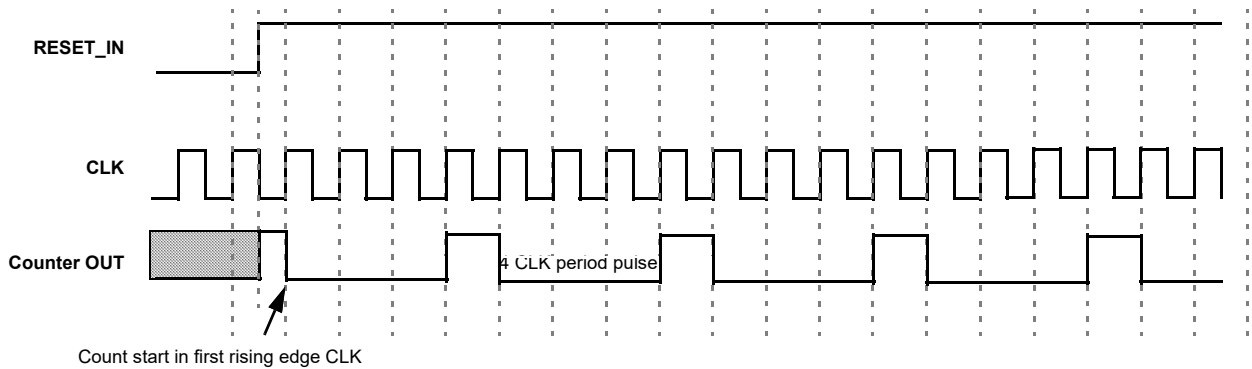 RESET_IN
CLK
Counter OUT
4 CLK period pulse
Count start in first rising edge CLK